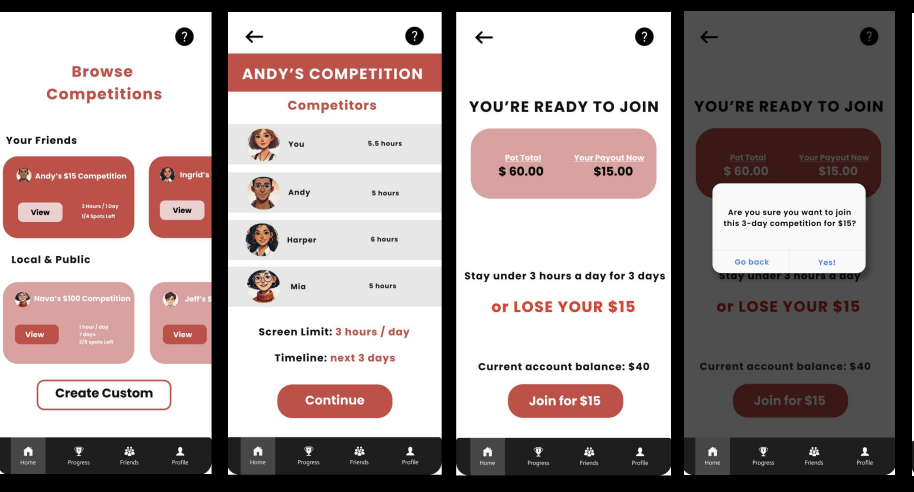 ?
Browse
Competitions
Your Friends
Andy's $15 Competition
View
3 Hours / 1 Day
1/4 Spots Left
Ingrid's
View
Local & Public
Nava's $100 Competition
View
1 hour / day
7 days
2/8 spots Left
Jeff's $
View
Create Custom
Home
Progress
Friends
Profile
?
ANDY'S COMPETITION
Competitors
You 5.5 hours
Andy 5 hours
Harper 6 hours
Mia 5 hours
Screen Limit: 3 hours / day
Timeline: next 3 days
Continue
Home
Progress
Friends
Profile
?
YOU'RE READY TO JOIN
Pot Total Your Payout Now
$ 60.00 $15.00
Stay under 3 hours a day for 3 days
or LOSE YOUR $15
Current account balance: $40
Join for $15
Home
Progress
Friends
Profile
?
YOU'RE READY TO JOIN
Pot Total Your Payout Now
$ 60.00 $15.00
Are you sure you want to join
this 3-day competition for $15?
Go back Yes!
Stay under 3 hours a day
or LOSE YOUR $15
Current account balance: $40
Join for $15
Home
Progress
Friends
Profile